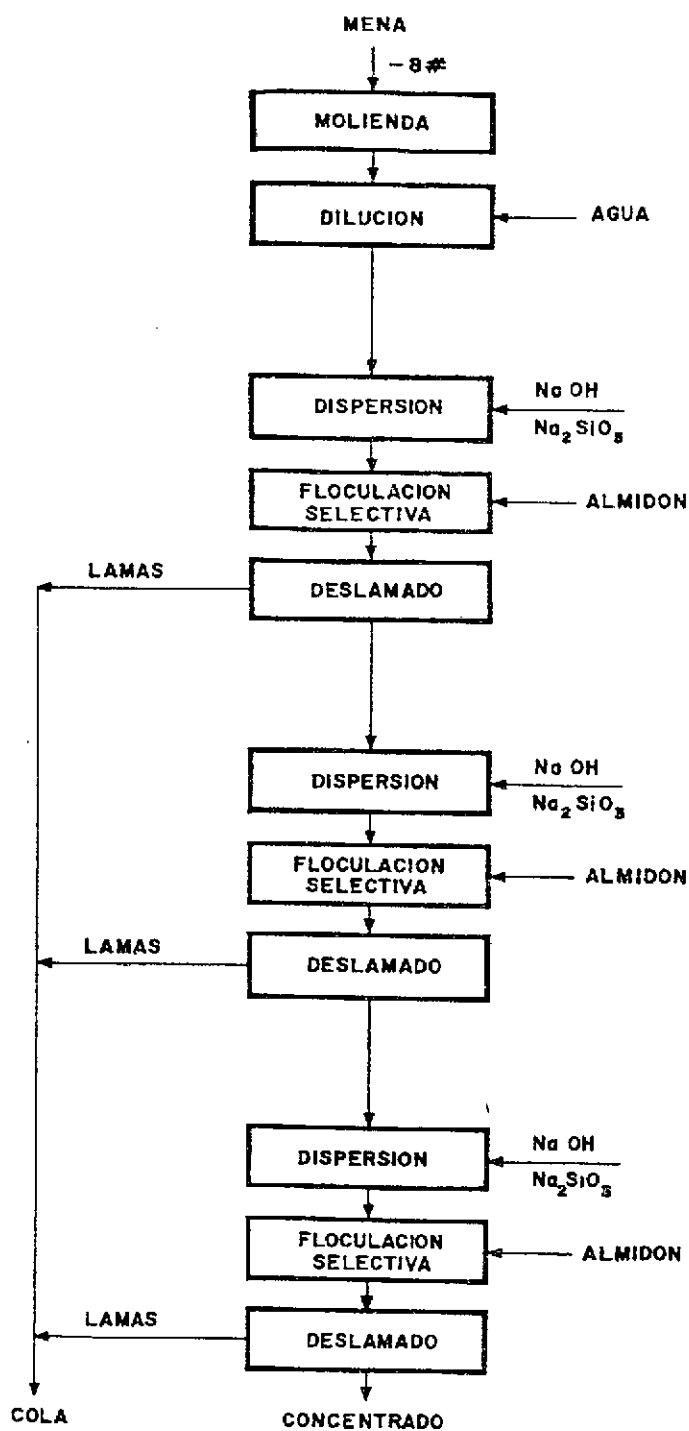 MENA
-8#
MOLIENDA
DILUCION
AGUA
DISPERSION
Na OH
Na2SiO3
FLOCULACION
SELECTIVA
ALMIDON
LAMAS
DESLAMADO
DISPERSION
Na OH
Na2SiO3
FLOCULACION
SELECTIVA
ALMIDON
LAMAS
DESLAMADO
DISPERSION
Na OH
Na2SiO3
FLOCULACION
SELECTIVA
ALMIDON
LAMAS
DESLAMADO
COLA
CONCENTRADO